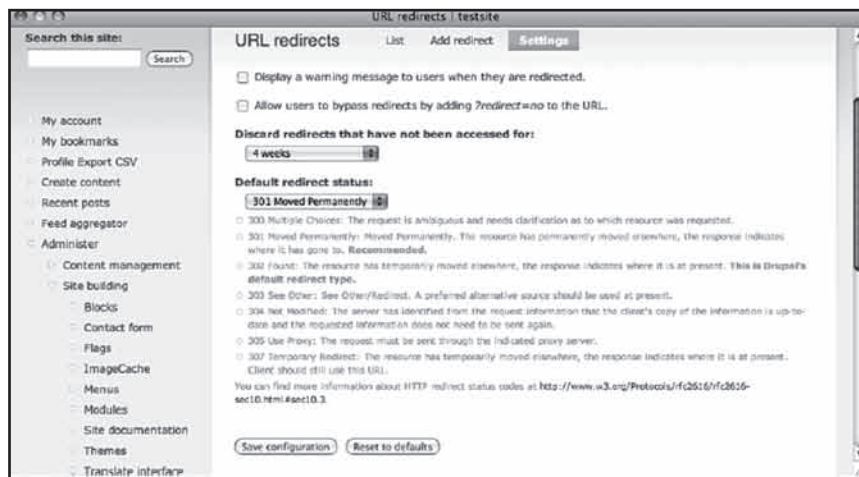 URL redirects | testsite
Search this site:
Search
My account
My bookmarks
Profile Export CSV
Create content
Recent posts
Feed aggregator
Administer
Content management
Site building
Blocks
Contact form
Flags
ImageCache
Menus
Modules
Site documentation
Themes
Translate interface
URL redirects
List
Add redirect
Settings
Display a warning message to users when they are redirected.
Allow users to bypass redirects by adding ?redirect=no to the URL.
Discard redirects that have not been accessed for:
4 weeks
Default redirect status:
301 Moved Permanently
300 Multiple Choices: The request is ambiguous and needs clarification as to which resource was requested.
301 Moved Permanently: Moved Permanently. The resource has permanently moved elsewhere, the response indicates
where it has gone to. Recommended.
302 Found: The resource has temporarily moved elsewhere, the response indicates where it is at present. This is Drupal's
default redirect type.
303 See Other: See Other/Redirect. A preferred alternative source should be used at present.
304 Not Modified: The server has identified from the request information that the client's copy of the information is up-to-
date and the requested information does not need to be sent again.
305 Use Proxy: The request must be sent through the indicated proxy server.
307 Temporary Redirect: The resource has temporarily moved elsewhere, the response indicates where it is at present.
Client should still use this URL.
You can find more information about HTTP redirect status codes at http://www.w3.org/Protocols/rfc2616/rfc2616-
sec10.html#sec10.3.
Save configuration
Reset to defaults